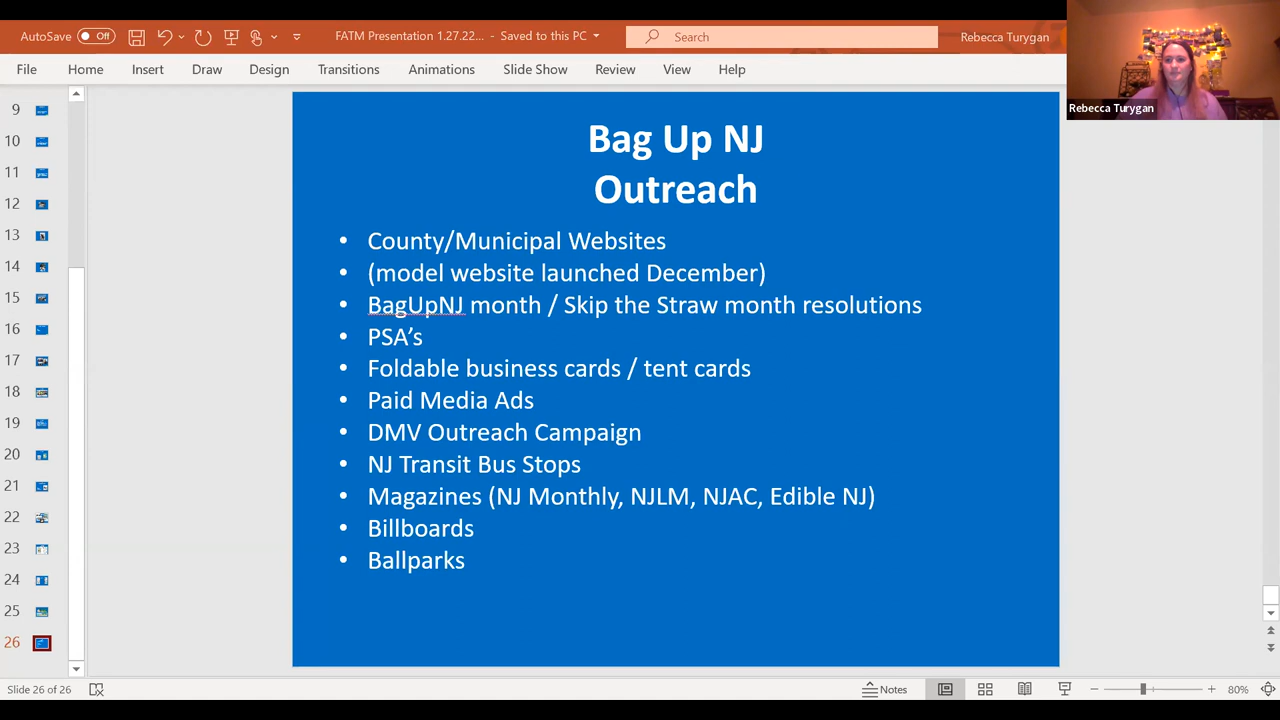 AutoSave Off FATM Presentation 1.27.22... - Saved to this PC Search Rebecca Turygan
File Home Insert Draw Design Transitions Animations Slide Show Review View Help
Rebecca Turygan
9
10
11
12
13
14
15
16
17
18
19
20
21
22
23
24
25
26
Bag Up NJ
Outreach
• County/Municipal Websites
• (model website launched December)
• BagUpNJ month / Skip the Straw month resolutions
• PSA’s
• Foldable business cards / tent cards
• Paid Media Ads
• DMV Outreach Campaign
• NJ Transit Bus Stops
• Magazines (NJ Monthly, NJLM, NJAC, Edible NJ)
• Billboards
• Ballparks
Slide 26 of 26 Notes 80%